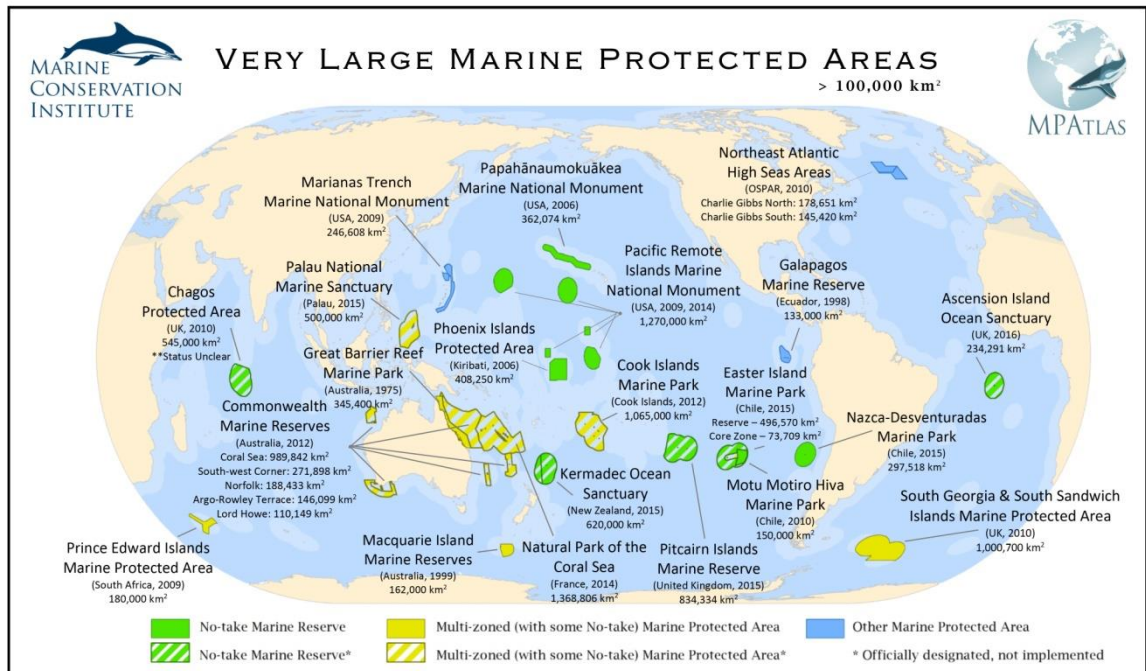 MARINE
CONSERVATION
INSTITUTE
VERY LARGE MARINE PROTECTED AREAS
> 100,000 km²
MPATLAS
Papahānaumokuākea
Marine National Monument
(USA, 2006)
362,074 km²
Northeast Atlantic
High Seas Areas
(OSPAR, 2010)
Charlie Gibbs North: 178,651 km²
Charlie Gibbs South: 145,420 km²
Marianas Trench
Marine National Monument
(USA, 2009)
246,608 km²
Pacific Remote
Islands Marine
National Monument
(USA, 2009, 2014)
1,270,000 km²
Galapagos
Marine Reserve
(Ecuador, 1998)
133,000 km²
Palau National
Marine Sanctuary
(Palau, 2015)
500,000 km²
Chagos
Protected Area
(UK, 2010)
545,000 km²
**Status Unclear
Ascension Island
Ocean Sanctuary
(UK, 2016)
234,291 km²
Phoenix Islands
Protected Area
(Kiribati, 2006)
408,250 km²
Great Barrier Reef
Marine Park
(Australia, 1975)
345,400 km²
Cook Islands
Marine Park
(Cook Islands, 2012)
1,065,000 km²
Easter Island
Marine Park
(Chile, 2015)
Reserve – 496,570 km²
Core Zone – 73,709 km²
Commonwealth
Marine Reserves
(Australia, 2012)
Coral Sea: 989,842 km²
South-west Corner: 271,898 km²
Norfolk: 188,433 km²
Argo-Rowley Terrace: 146,099 km²
Lord Howe: 110,149 km²
Nazca-Desventuradas
Marine Park
(Chile, 2015)
297,518 km²
Kermadec Ocean
Sanctuary
(New Zealand, 2015)
620,000 km²
Motu Motiro Hiva
Marine Park
(Chile, 2010)
150,000 km²
South Georgia & South Sandwich
Islands Marine Protected Area
(UK, 2010)
1,000,700 km²
Prince Edward Islands
Marine Protected Area
(South Africa, 2009)
180,000 km²
Macquarie Island
Marine Reserves
(Australia, 1999)
162,000 km²
Natural Park of the
Coral Sea
(France, 2014)
1,368,806 km²
Pitcairn Islands
Marine Reserve
(United Kingdom, 2015)
834,334 km²
No-take Marine Reserve
Multi-zoned (with some No-take) Marine Protected Area
Other Marine Protected Area
No-take Marine Reserve*
Multi-zoned (with some No-take) Marine Protected Area*
* Officially designated, not implemented